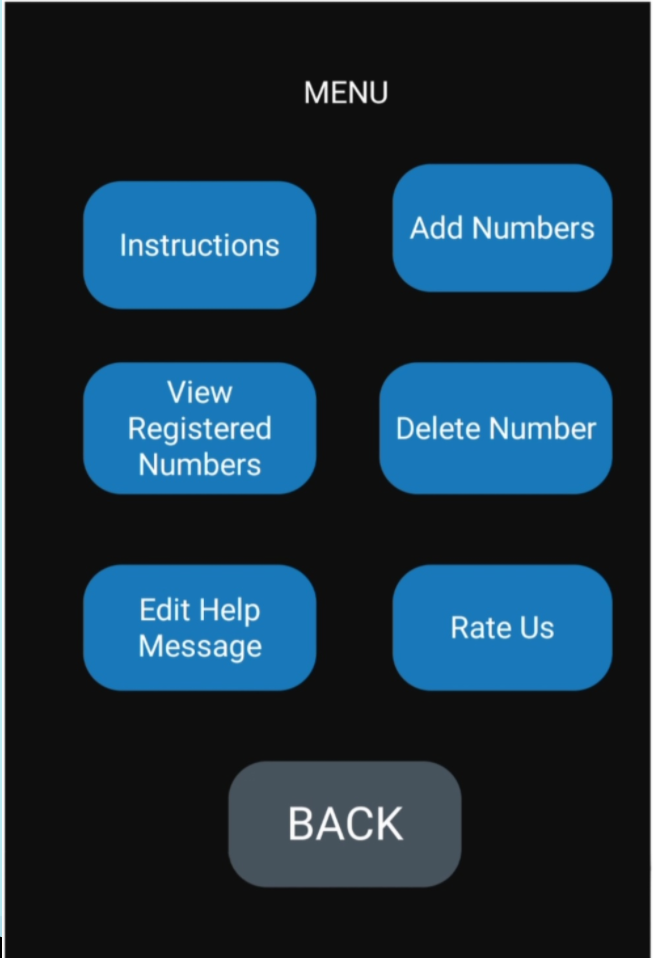 MENU
Instructions
Add Numbers
View
Registered
Numbers
Delete Number
Edit Help
Message
Rate Us
BACK